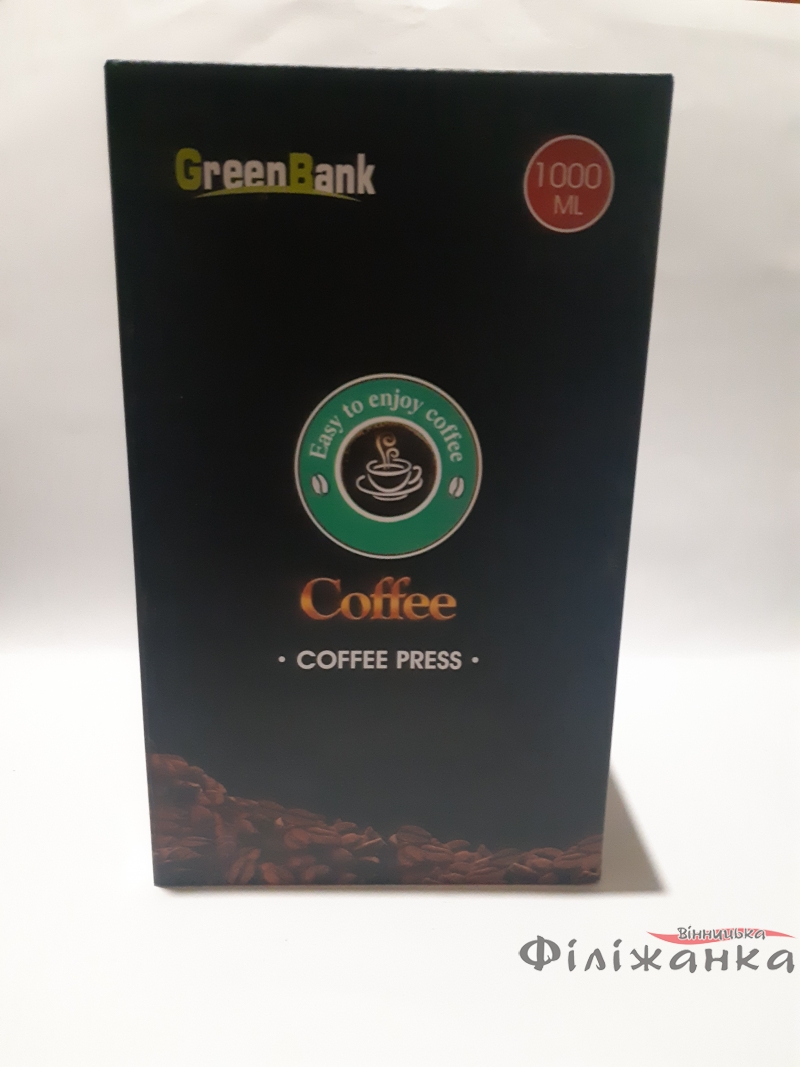 GreenBank
1000
ML
Easy to enjoy coffee
Coffee
• COFFEE PRESS •
Вінницька
Філіжанка